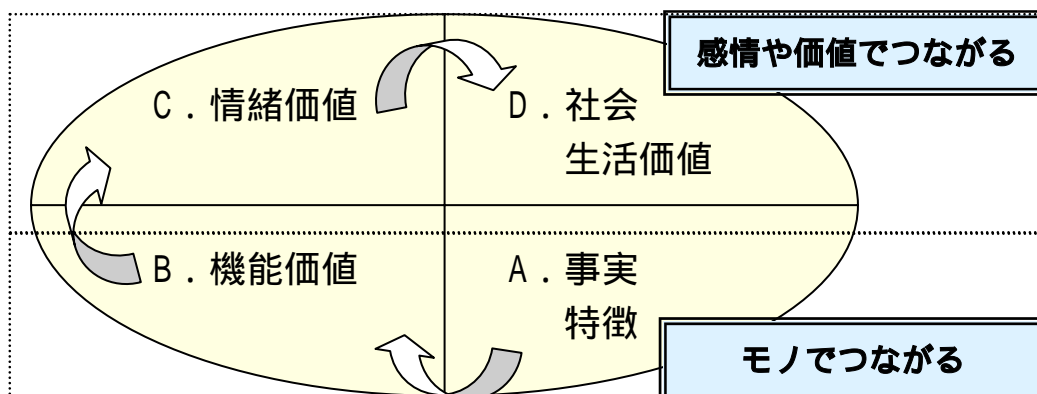 感情や価値でつながる
C．情緒価値
D．社会
生活価値
B．機能価値
A．事実
特徴
モノでつながる